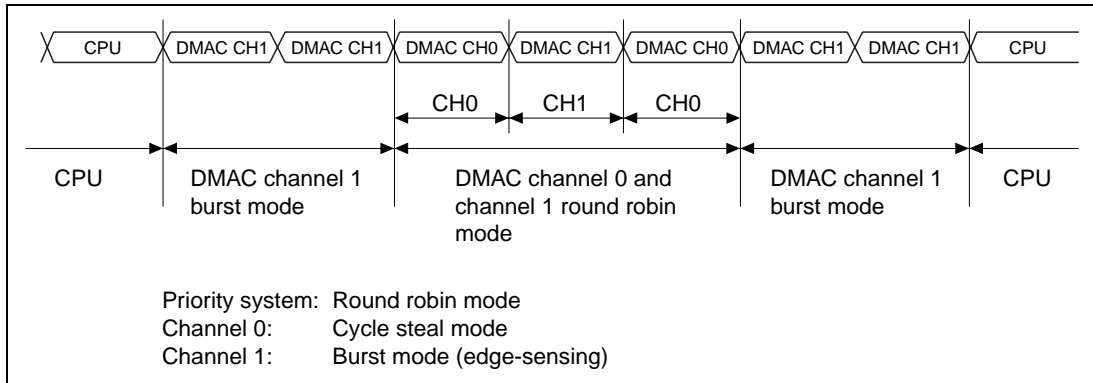 CPU DMAC CH1 DMAC CH1 DMAC CH0 DMAC CH1 DMAC CH0 DMAC CH1 DMAC CH1 CPU
CH0 CH1 CH0
CPU DMAC channel 1 DMAC channel 0 and DMAC channel 1 CPU
burst mode channel 1 round robin burst mode
mode
Priority system: Round robin mode
Channel 0: Cycle steal mode
Channel 1: Burst mode (edge-sensing)